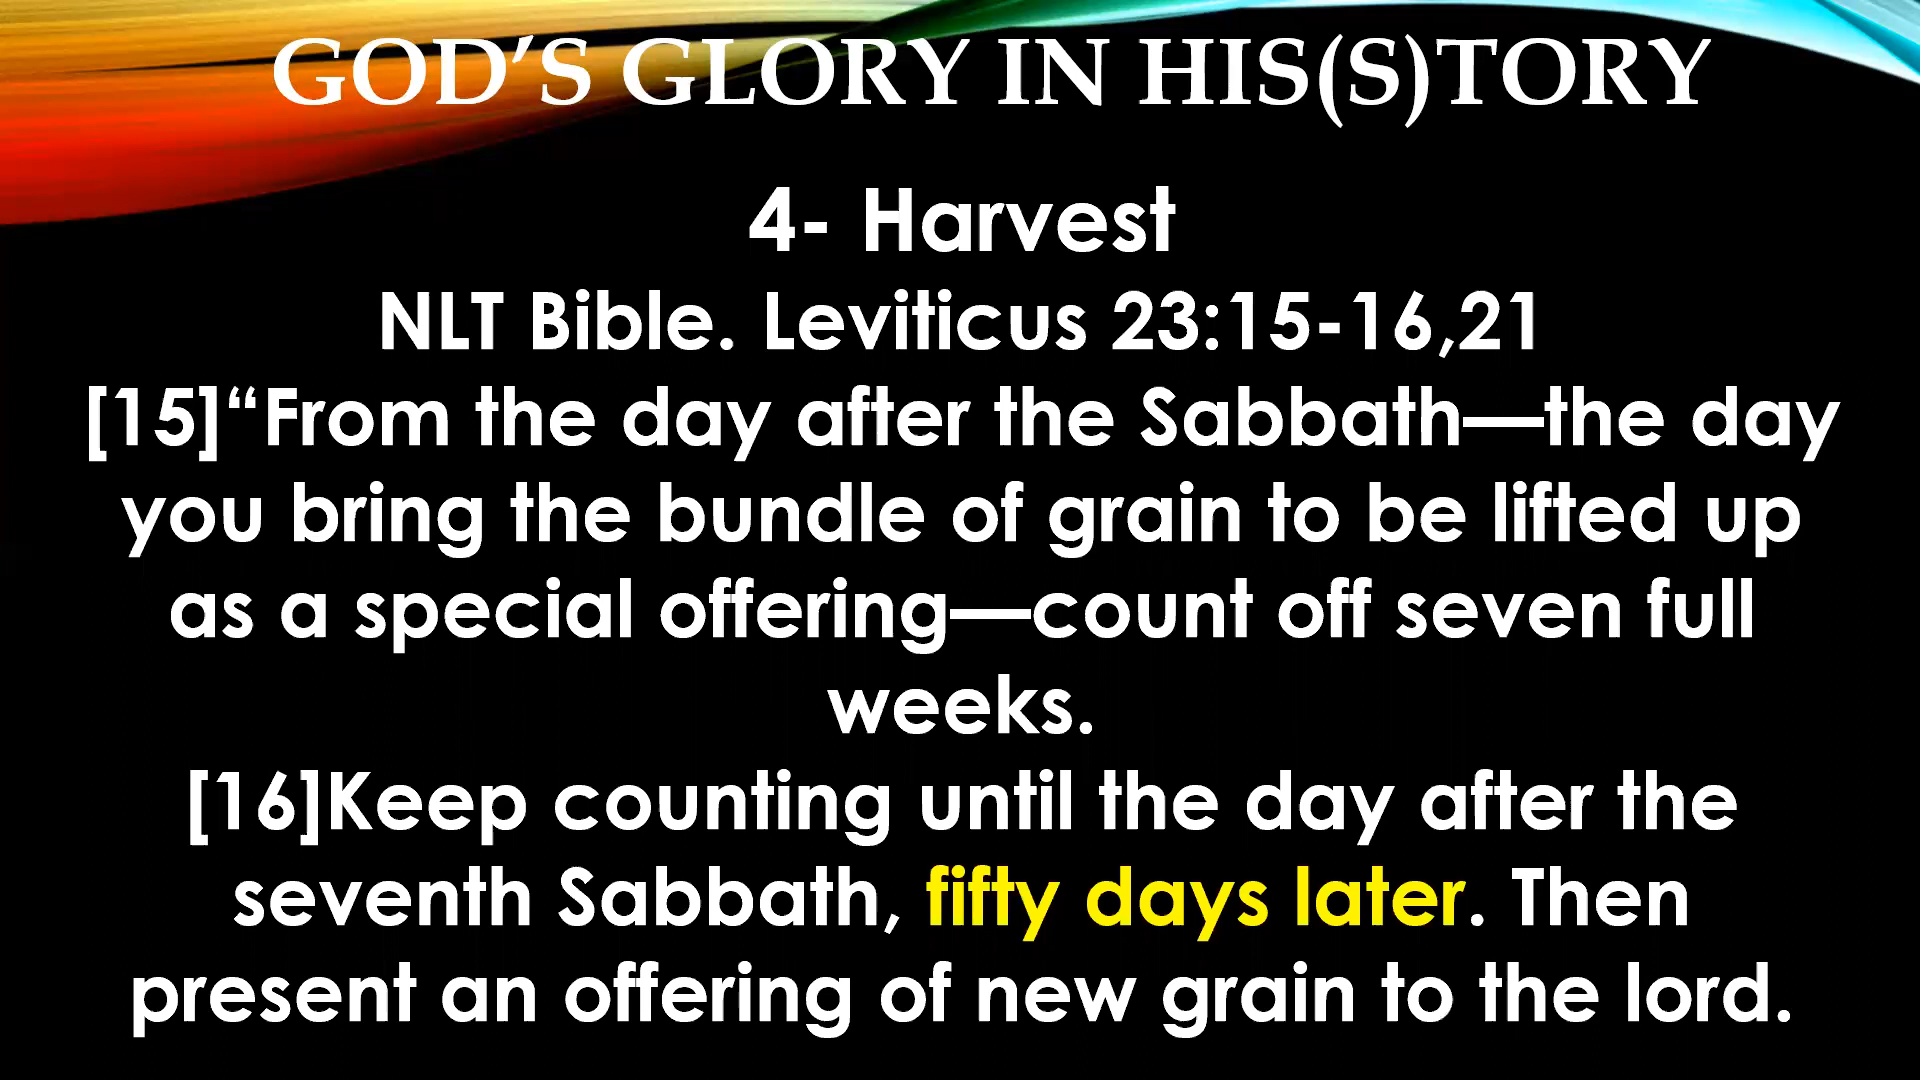 GOD’S GLORY IN HIS(S)TORY
4- Harvest
NLT Bible. Leviticus 23:15-16,21
[15]“From the day after the Sabbath—the day
you bring the bundle of grain to be lifted up
as a special offering—count off seven full
weeks.
[16]Keep counting until the day after the
seventh Sabbath, fifty days later. Then
present an offering of new grain to the lord.